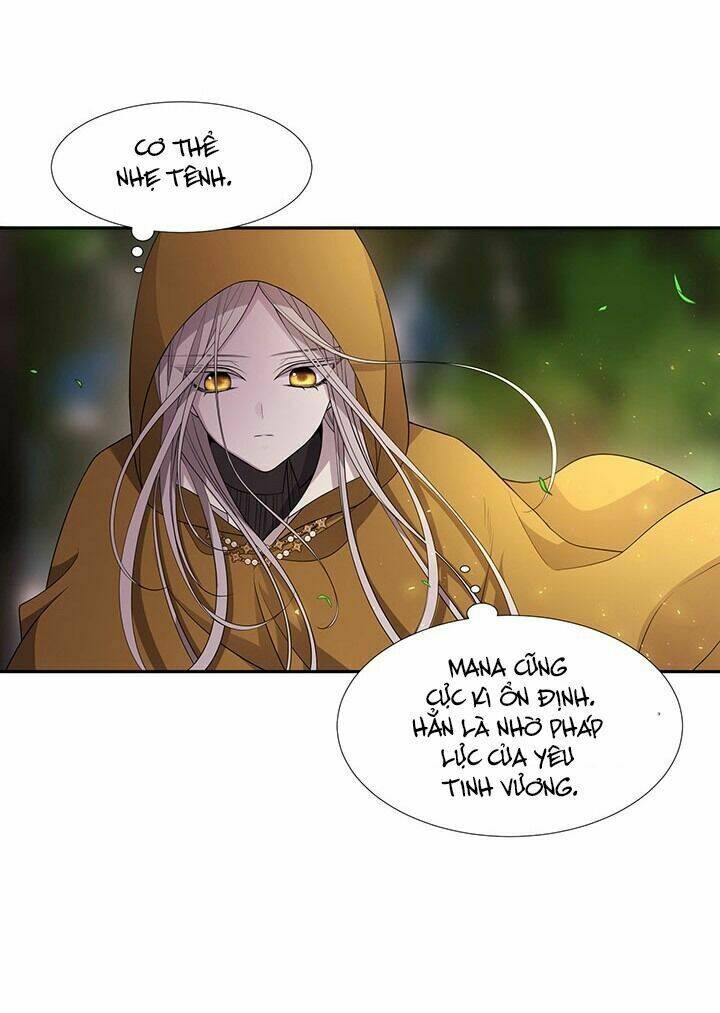 CƠ THỂ
NHẸ TÊNH.
MANA CŨNG
CỰC KÌ ỔN ĐỊNH.
HẲN LÀ NHỜ PHÁP
LỰC CỦA YÊU
TINH VƯƠNG.